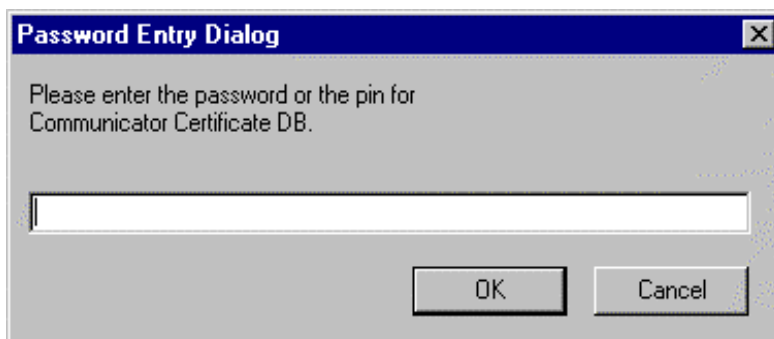 Password Entry Dialog
Please enter the password or the pin for
Communicator Certificate DB.
OK
Cancel